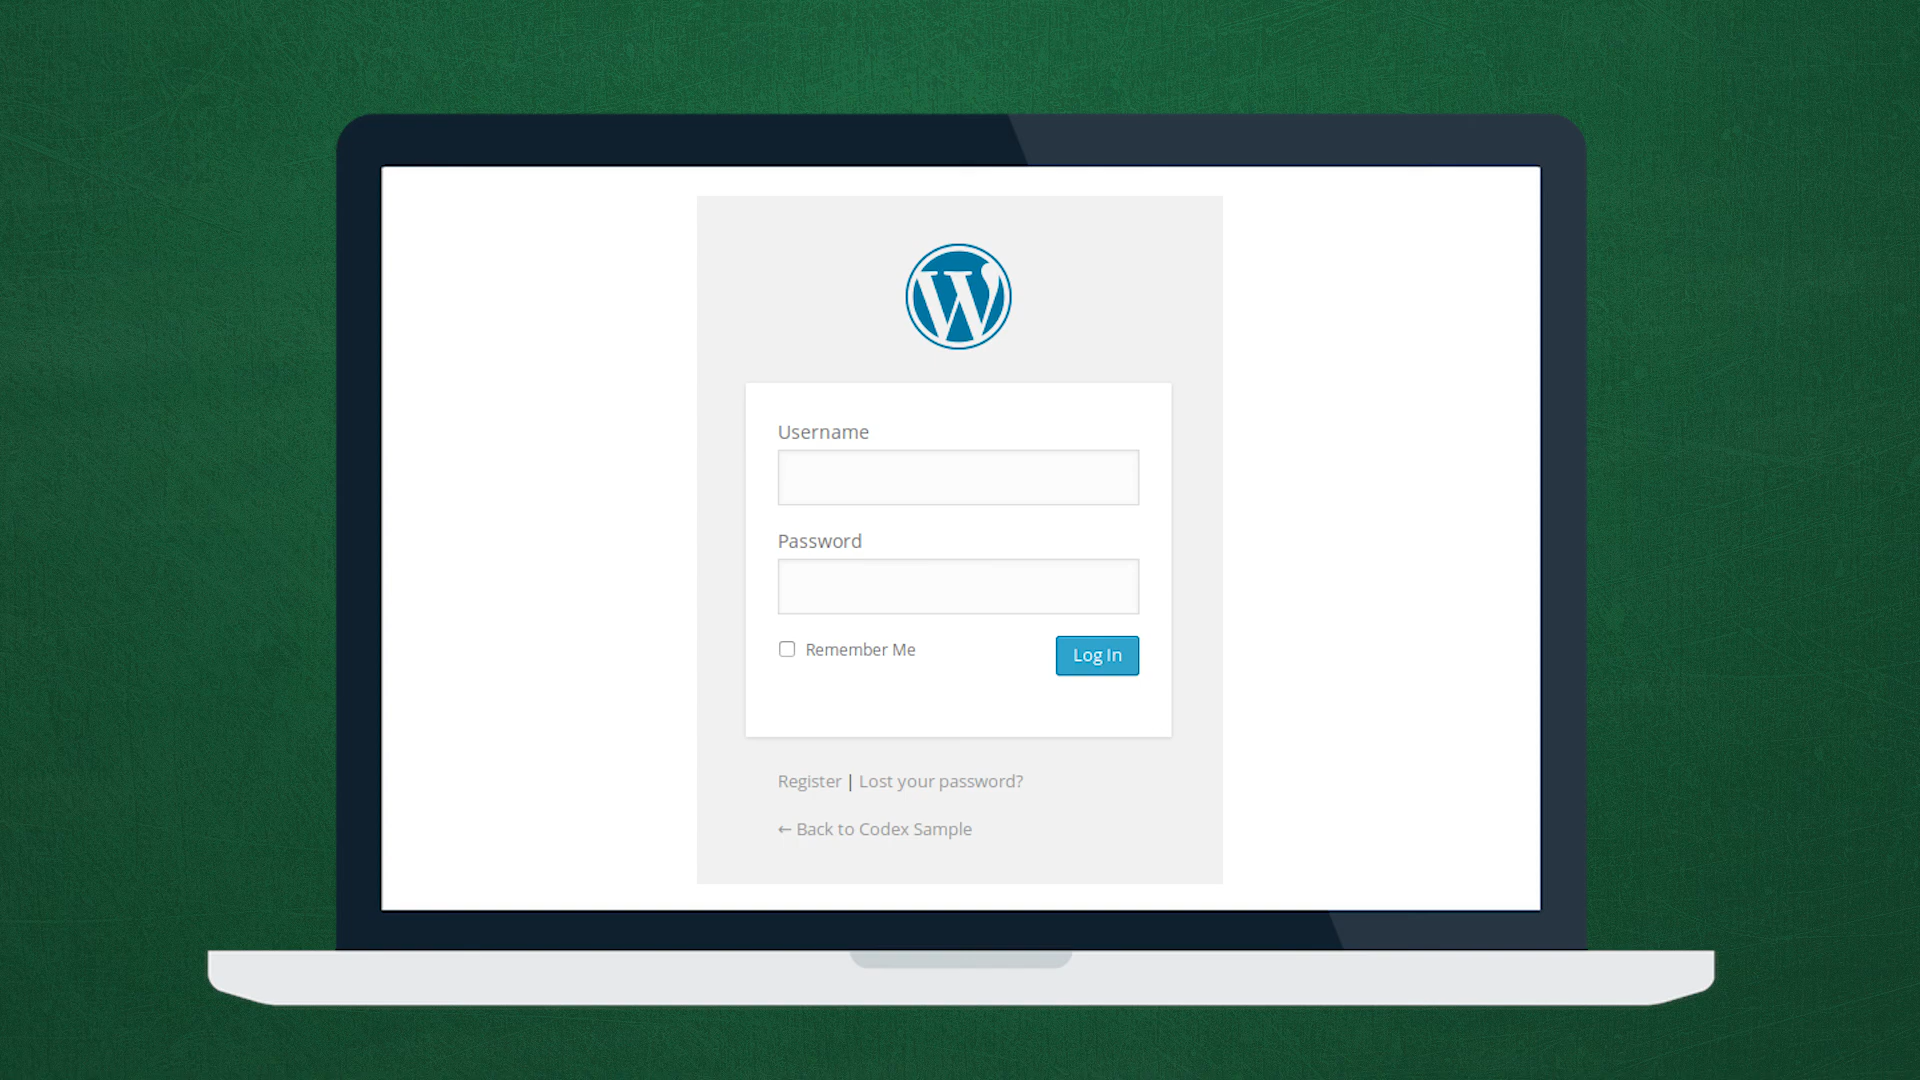 Username
Password
Remember Me
Log In
Register | Lost your password?
← Back to Codex Sample